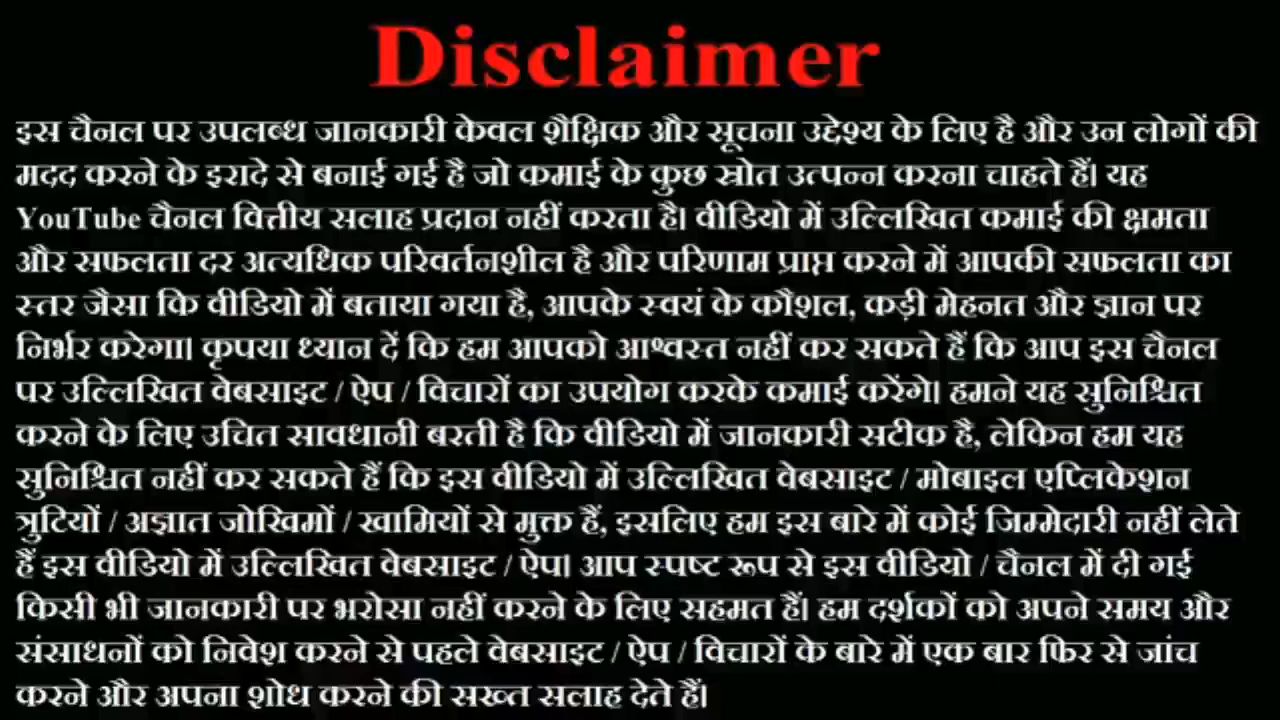 Disclaimer
इस चैनल पर उपलब्ध जानकारी केवल शैक्षिक और सूचना उद्देश्य के लिए है और उन लोगों की
मदद करने के इरादे से बनाई गई है जो कमाई के कुछ स्रोत उत्पन्न करना चाहते हैं। यह
YouTube चैनल वित्तीय सलाह प्रदान नहीं करता है। वीडियो में उल्लिखित कमाई की क्षमता
और सफलता दर अत्यधिक परिवर्तनशील है और परिणाम प्राप्त करने में आपकी सफलता का
स्तर जैसा कि वीडियो में बताया गया है, आपके स्वयं के कौशल, कड़ी मेहनत और ज्ञान पर
निर्भर करेगा। कृपया ध्यान दें कि हम आपको आश्वस्त नहीं कर सकते हैं कि आप इस चैनल
पर उल्लिखित वेबसाइट / ऐप / विचारों का उपयोग करके कमाई करेंगे। हमने यह सुनिश्चित
करने के लिए उचित सावधानी बरती है कि वीडियो में जानकारी सटीक है, लेकिन हम यह
सुनिश्चित नहीं कर सकते हैं कि इस वीडियो में उल्लिखित वेबसाइट / मोबाइल एप्लिकेशन
त्रुटियों / अज्ञात जोखिमों / खामियों से मुक्त हैं, इसलिए हम इस बारे में कोई जिम्मेदारी नहीं लेते
हैं इस वीडियो में उल्लिखित वेबसाइट / ऐप। आप स्पष्ट रूप से इस वीडियो / चैनल में दी गई
किसी भी जानकारी पर भरोसा नहीं करने के लिए सहमत हैं। हम दर्शकों को अपने समय और
संसाधनों को निवेश करने से पहले वेबसाइट / ऐप / विचारों के बारे में एक बार फिर से जांच
करने और अपना शोध करने की सख्त सलाह देते हैं।